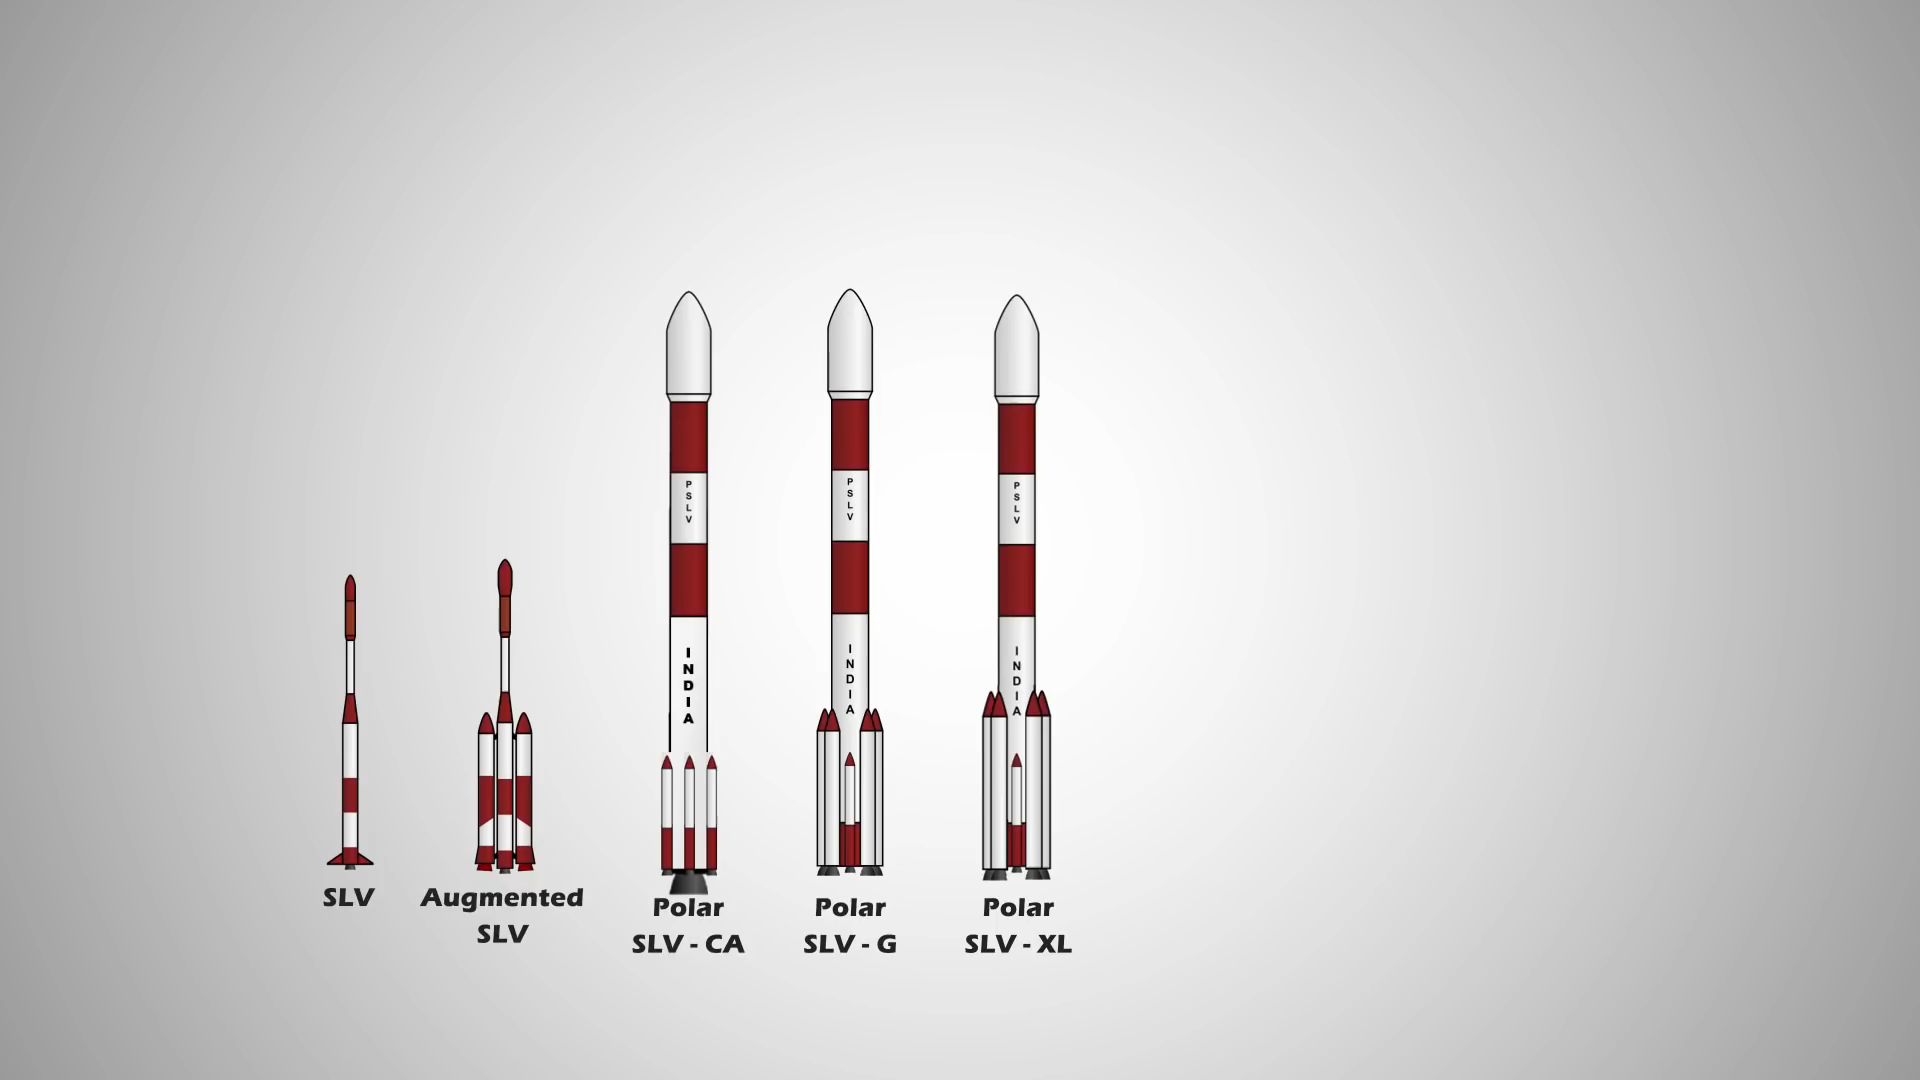 PSLV
INDIA
PSLV
INDIA
PSLV
INDIA
SLV
Augmented
SLV
Polar
SLV - CA
Polar
SLV - G
Polar
SLV - XL